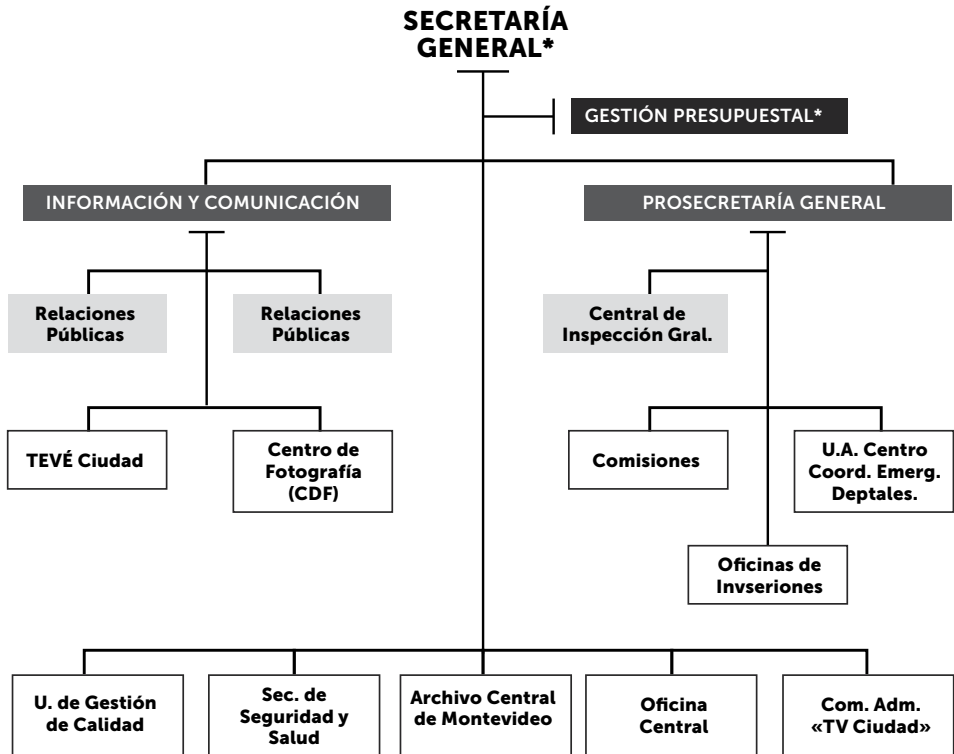 SECRETARÍA
GENERAL*
GESTIÓN PRESUPUESTAL*
INFORMACIÓN Y COMUNICACIÓN
PROSECRETARÍA GENERAL
Relaciones
Públicas
Relaciones
Públicas
Central de
Inspección Gral.
TEVÉ Ciudad
Centro de
Fotografía
(CDF)
Comisiones
U.A. Centro
Coord. Emerg.
Deptales.
Oficinas de
Invseriones
U. de Gestión
de Calidad
Sec. de
Seguridad y
Salud
Archivo Central
de Montevideo
Oficina
Central
Com. Adm.
«TV Ciudad»